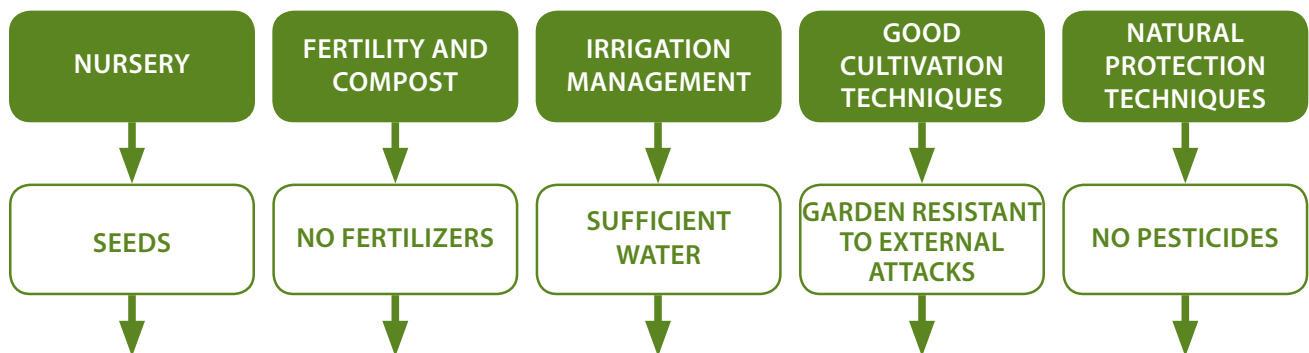 NURSERY
FERTILITY AND
COMPOST
IRRIGATION
MANAGEMENT
GOOD
CULTIVATION
TECHNIQUES
NATURAL
PROTECTION
TECHNIQUES
SEEDS
NO FERTILIZERS
SUFFICIENT
WATER
GARDEN RESISTANT
TO EXTERNAL
ATTACKS
NO PESTICIDES